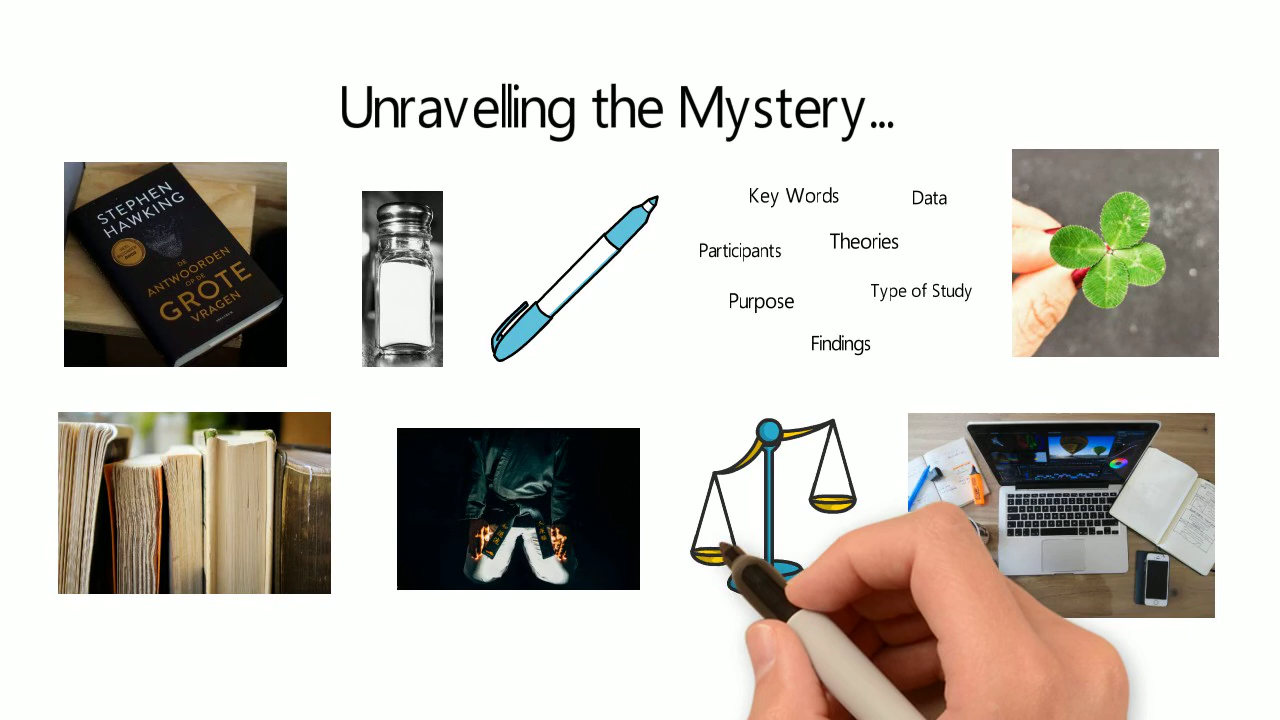 Unravelling the Mystery...
STEPHEN
HAWKING
DE
ANTWOORDEN
OP DE
GROTE
VRAGEN
Key Words
Data
Participants
Theories
Purpose
Type of Study
Findings